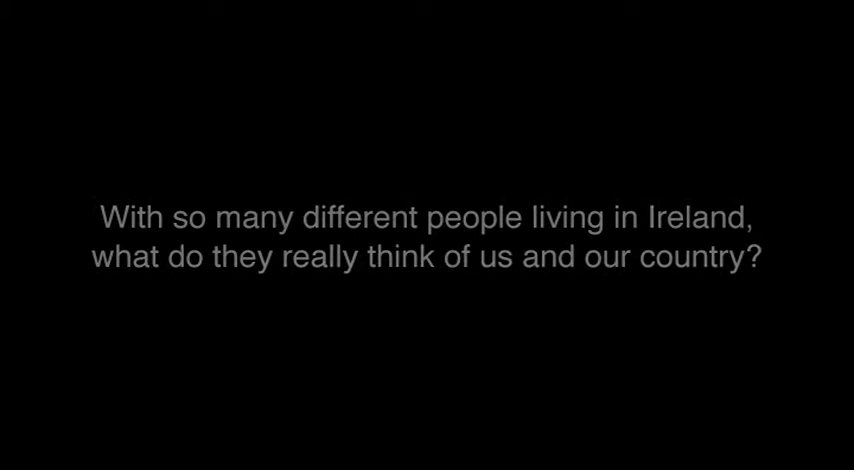 With so many different people living in Ireland,
what do they really think of us and our country?